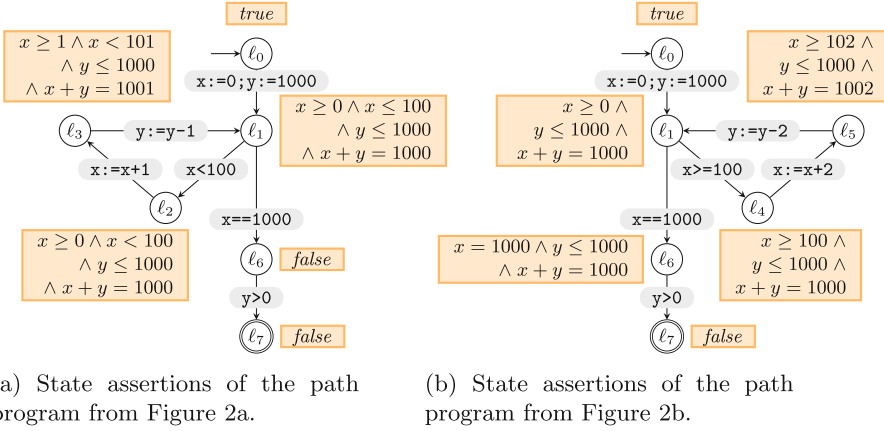 true
x ≥ 1 ∧ x < 101
∧ y ≤ 1000
∧ x + y = 1001
ℓ0
x:=0;y:=1000
x ≥ 0 ∧ x ≤ 100
∧ y ≤ 1000
∧ x + y = 1000
ℓ3
y:=y-1
ℓ1
x:=x+1
x<100
ℓ2
x ≥ 0 ∧ x < 100
∧ y ≤ 1000
∧ x + y = 1000
x==1000
ℓ6
false
y>0
ℓ7
false
a) State assertions of the path
program from Figure 2a.
true
ℓ0
x ≥ 102 ∧
y ≤ 1000 ∧
x + y = 1002
x:=0;y:=1000
x ≥ 0 ∧
y ≤ 1000 ∧
x + y = 1000
ℓ1
y:=y-2
ℓ5
x>=100
x:=x+2
ℓ4
x ≥ 100 ∧
y ≤ 1000 ∧
x + y = 1000
x==1000
x = 1000 ∧ y ≤ 1000
∧ x + y = 1000
ℓ6
y>0
ℓ7
false
(b) State assertions of the path
program from Figure 2b.